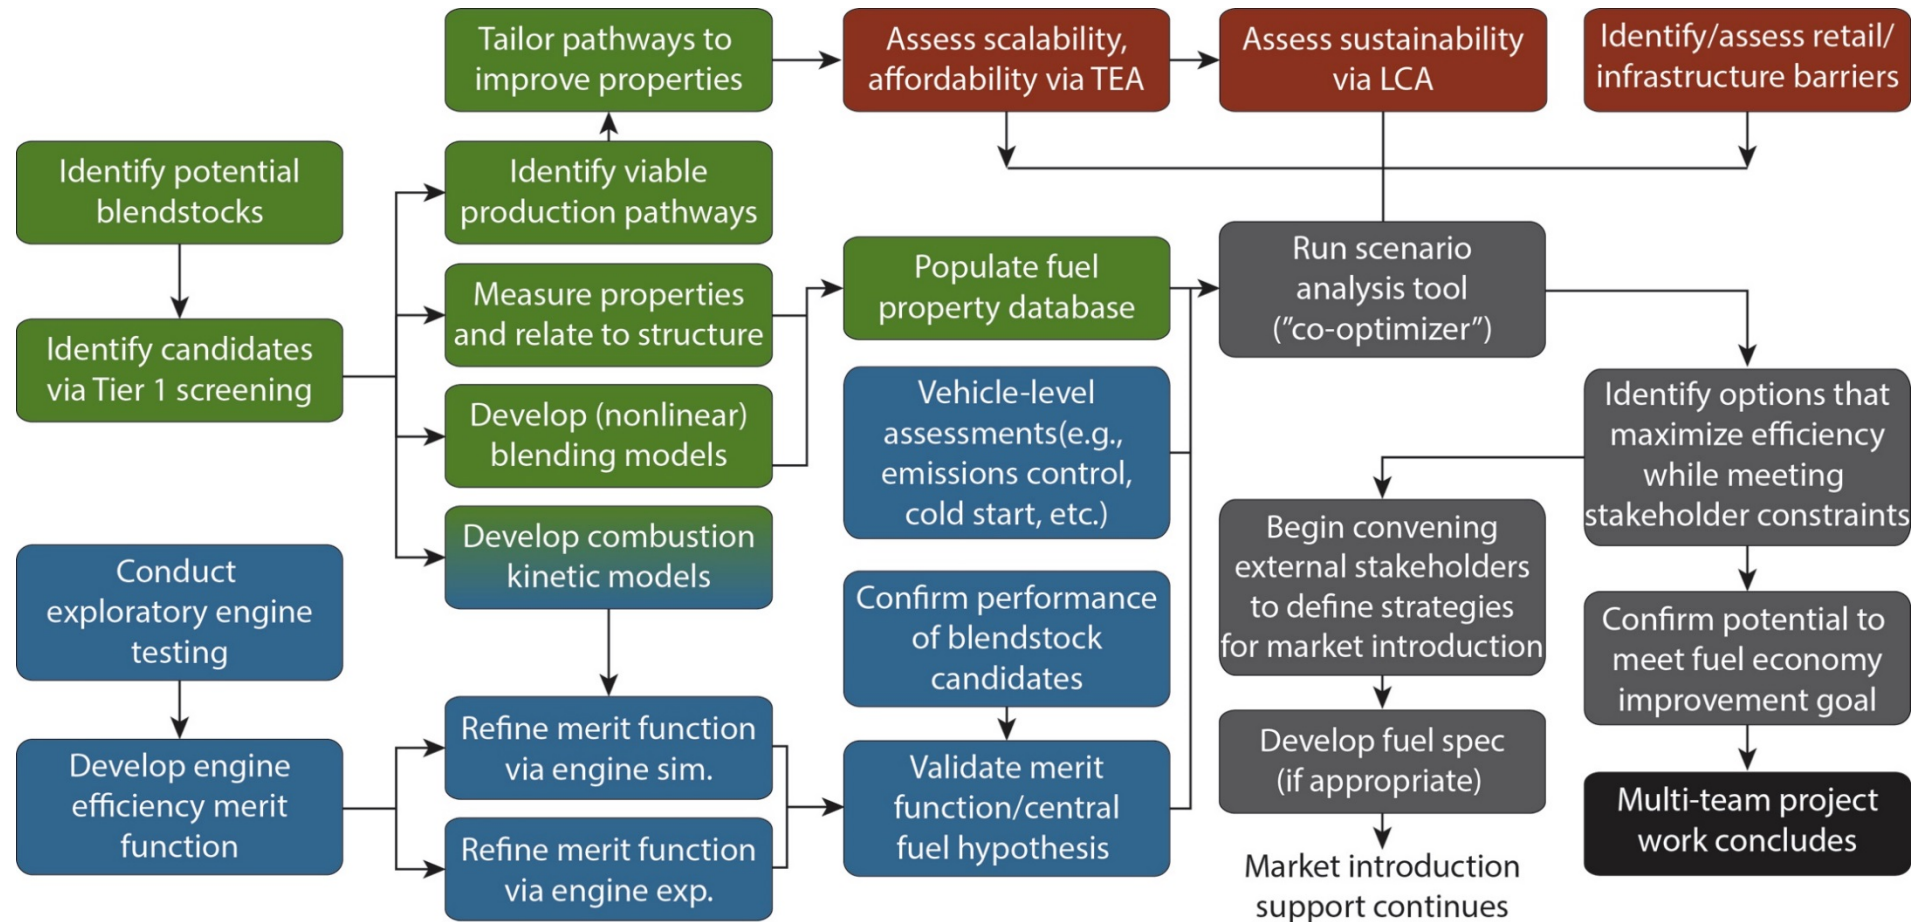 Tailor pathways to
improve properties
Assess scalability,
affordability via TEA
Assess sustainability
via LCA
Identify/assess retail/
infrastructure barriers
Identify potential
blendstocks
Identify viable
production pathways
Identify candidates
via Tier 1 screening
Measure properties
and relate to structure
Populate fuel
property database
Run scenario
analysis tool
(”co-optimizer”)
Develop (nonlinear)
blending models
Vehicle-level
assessments(e.g.,
emissions control,
cold start, etc.)
Identify options that
maximize efficiency
while meeting
stakeholder constraints
Conduct
exploratory engine
testing
Develop combustion
kinetic models
Confirm performance
of blendstock
candidates
Begin convening
external stakeholders
to define strategies
for market introduction
Confirm potential to
meet fuel economy
improvement goal
Develop engine
efficiency merit
function
Refine merit function
via engine sim.
Refine merit function
via engine exp.
Validate merit
function/central
fuel hypothesis
Develop fuel spec
(if appropriate)
Multi-team project
work concludes
Market introduction
support continues